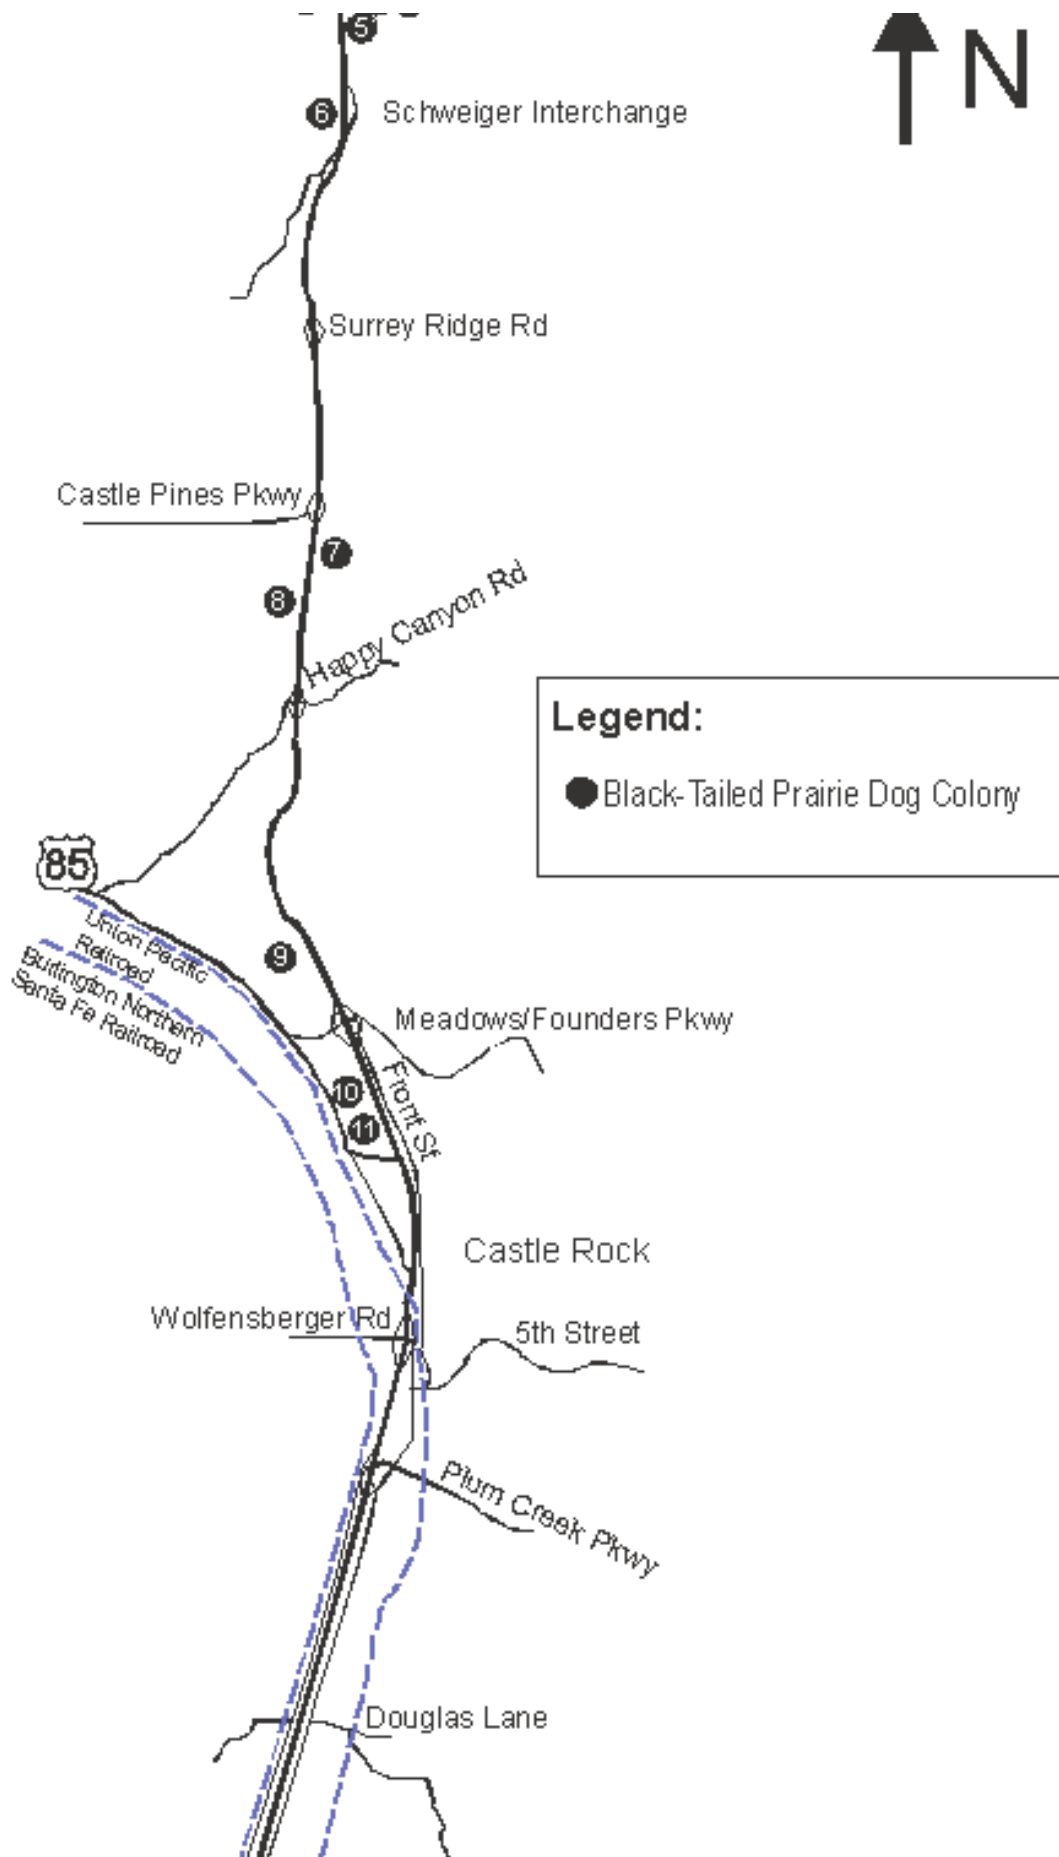 5
N
6
Schweiger Interchange
Surrey Ridge Rd
Castle Pines Pkwy
7
8
Happy Canyon Rd
Legend:
Black-Tailed Prairie Dog Colony
85
Union Pacific
Railroad
Burlington Northern
Santa Fe Railroad
9
Meadows/Founders Pkwy
10
Front St
11
Castle Rock
Wolfensberger Rd
5th Street
Plum Creek Pkwy
Douglas Lane